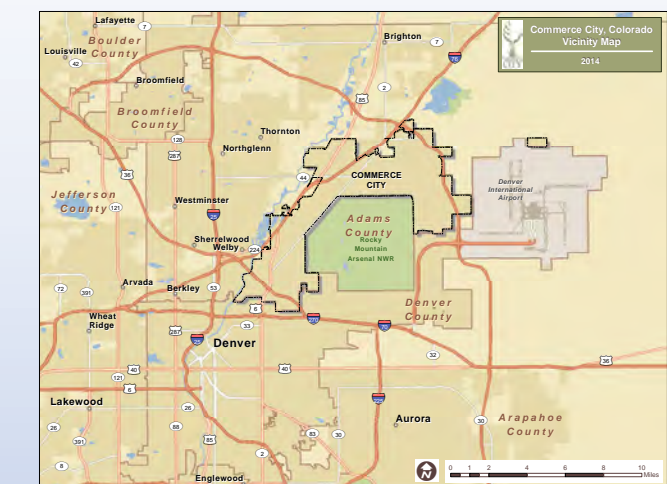 Commerce City, Colorado
Vicinity Map
2014
CITY
Lafayette
7
Boulder
County
Louisville
42
Brighton
7
76
2
85
Broomfield
Broomfield
County
128
287
Thornton
Northglenn
36
44
COMMERCE
CITY
Denver
International
Airport
Jefferson
County
121
Westminster
25
Adams
County
Rocky
Mountain
Arsenal NWR
Sherrelwood
Welby
224
72
391
Arvada
Berkley
53
Denver
County
Wheat
Ridge
6
270
33
70
287
25
Denver
32
36
40
40
121
6
Lakewood
26
225
Aurora
Arapahoe
County
30
26
391
88
85
83
30
8
2
Englewood
N
0
1
2
4
6
8
10
Miles